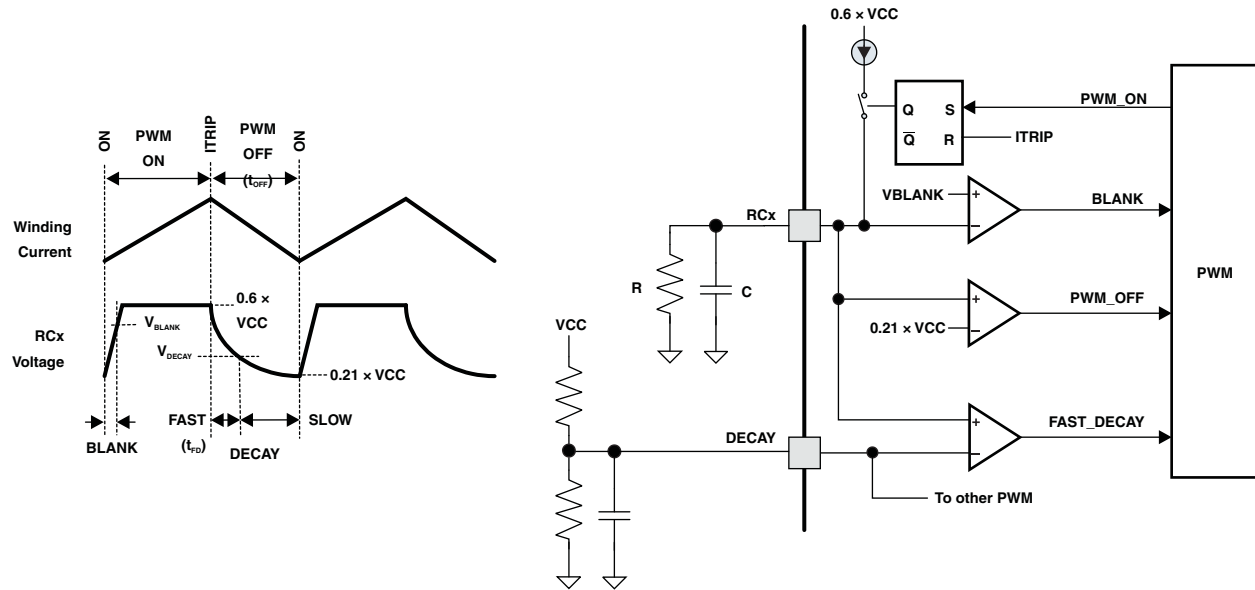 ON
PWM
ON
ITRIP
PWM
OFF
(tOFF)
ON
Winding
Current
0.6 ×
VCC
VBLANK
VDECAY
RCx
Voltage
0.21 × VCC
BLANK
FAST
(tFD)
DECAY
SLOW
0.6 × VCC
Q
S
Q
R
PWM_ON
ITRIP
VBLANK
+
−
BLANK
RCx
R
C
PWM
+
−
0.21 × VCC
PWM_OFF
VCC
DECAY
+
−
FAST_DECAY
To other PWM